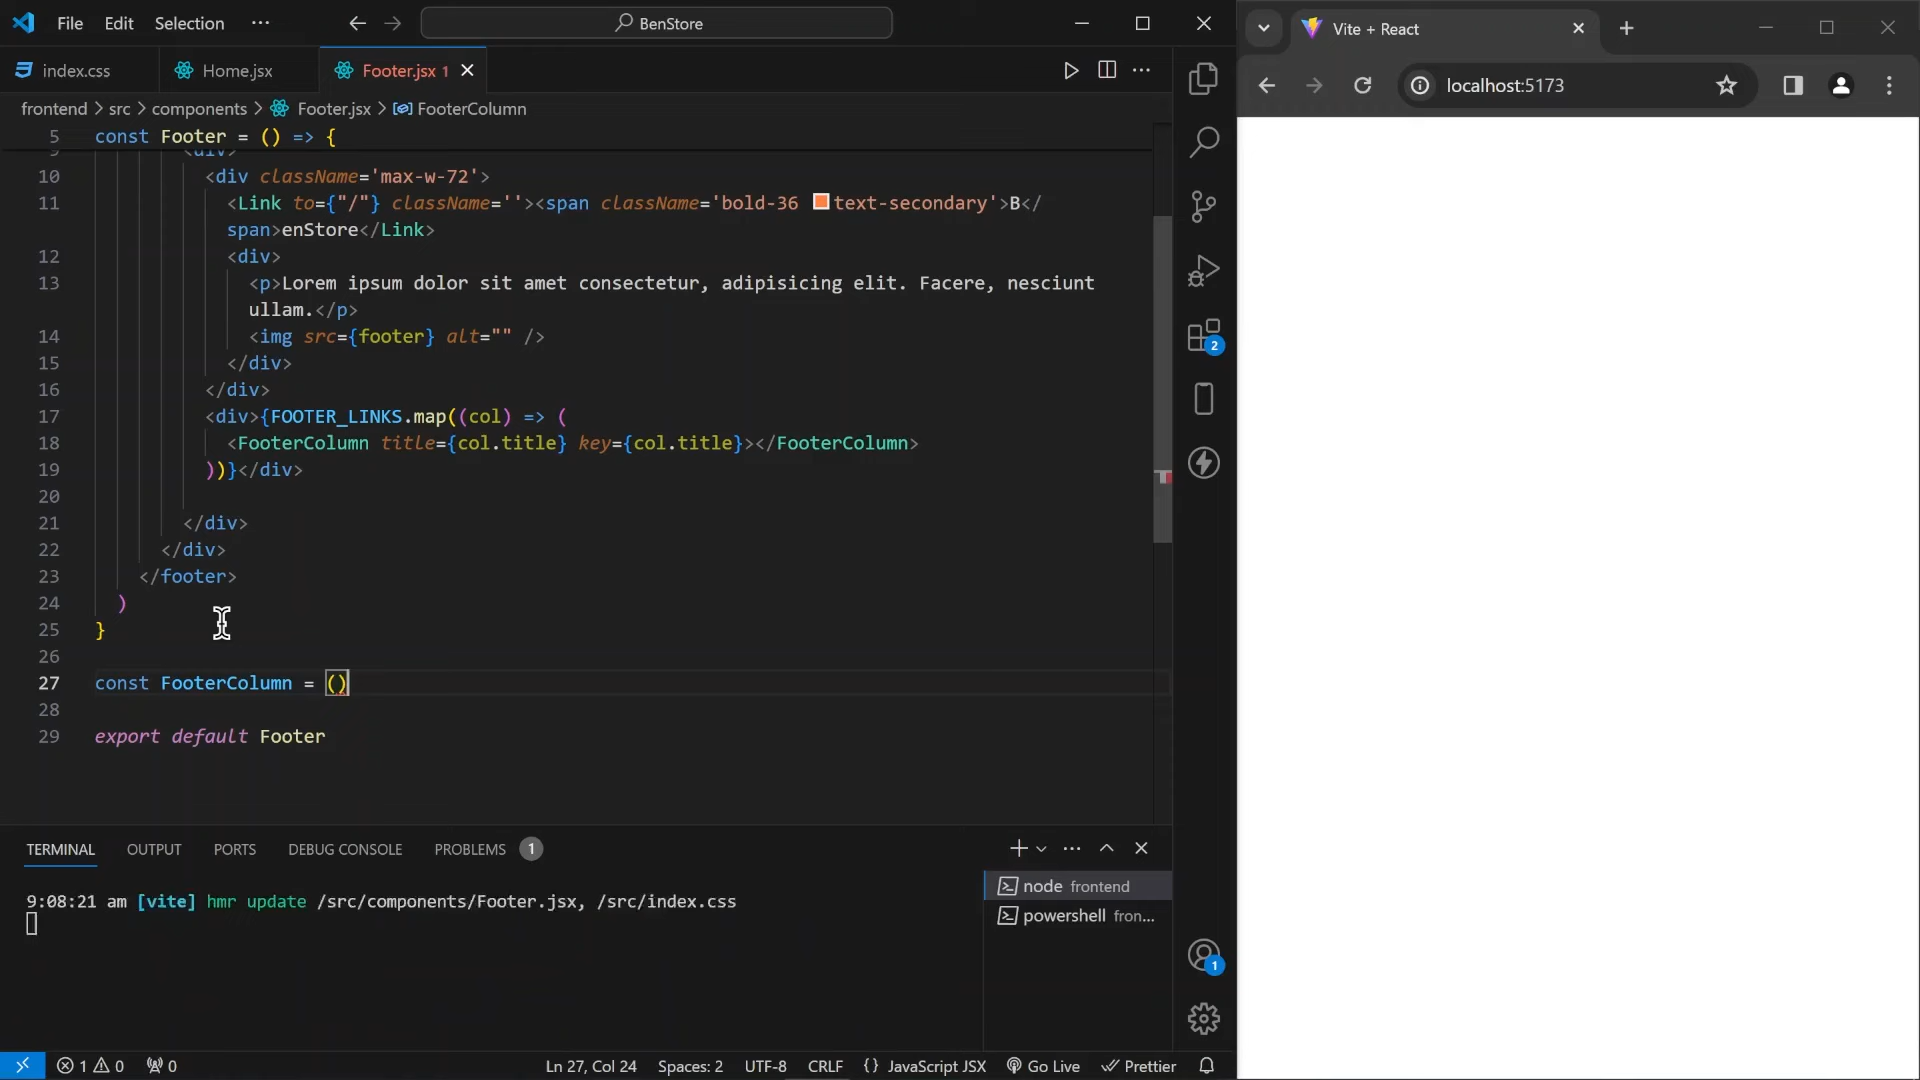 File Edit Selection ··· BenStore
index.css Home.jsx Footer.jsx 1
frontend > src > components > Footer.jsx > FooterColumn
5 const Footer = () => {
9 <div>
10 <div className='max-w-72'>
11 <Link to={"/"} className=''><span className='bold-36 text-secondary'>B</
span>enStore</Link>
12 <div>
13 <p>Lorem ipsum dolor sit amet consectetur, adipisicing elit. Facere, nesciunt
ullam.</p>
14 <img src={footer} alt="" />
15 </div>
16 </div>
17 <div>{FOOTER_LINKS.map((col) => (
18 <FooterColumn title={col.title} key={col.title}></FooterColumn>
19 ))}</div>
20
21 </div>
22 </div>
23 </footer>
24 )
25 }
26
27 const FooterColumn = ()
28
29 export default Footer
TERMINAL OUTPUT PORTS DEBUG CONSOLE PROBLEMS 1
9:08:21 am [vite] hmr update /src/components/Footer.jsx, /src/index.css
node frontend
powershell fron...
1 0 0 Ln 27, Col 24 Spaces: 2 UTF-8 CRLF {} JavaScript JSX Go Live Prettier
2
1
Vite + React
localhost:5173